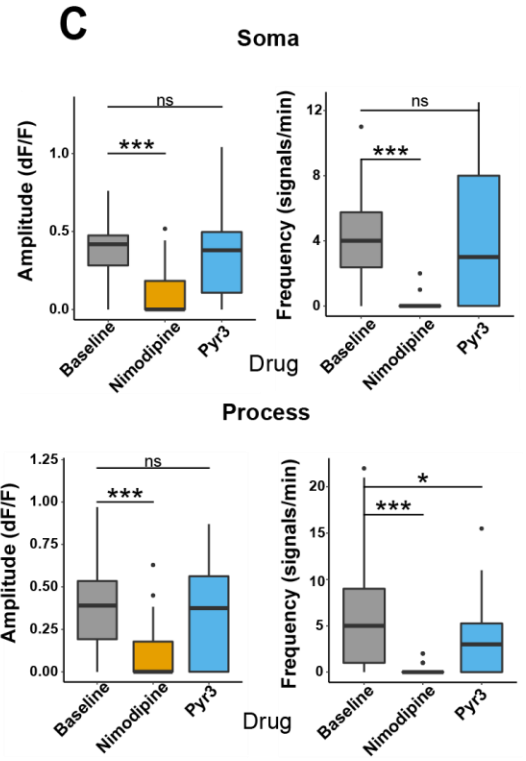 C
Soma
Amplitude (dF/F)
1.0
0.5
0.0
ns
***
Baseline
Nimodipine
Pyr3
Frequency (signals/min)
12
8
4
0
ns
***
Baseline
Nimodipine
Pyr3
Drug
Process
Amplitude (dF/F)
1.25
1.00
0.75
0.50
0.25
0.00
ns
***
Baseline
Nimodipine
Pyr3
Frequency (signals/min)
20
15
10
5
0
*
***
Baseline
Nimodipine
Pyr3
Drug